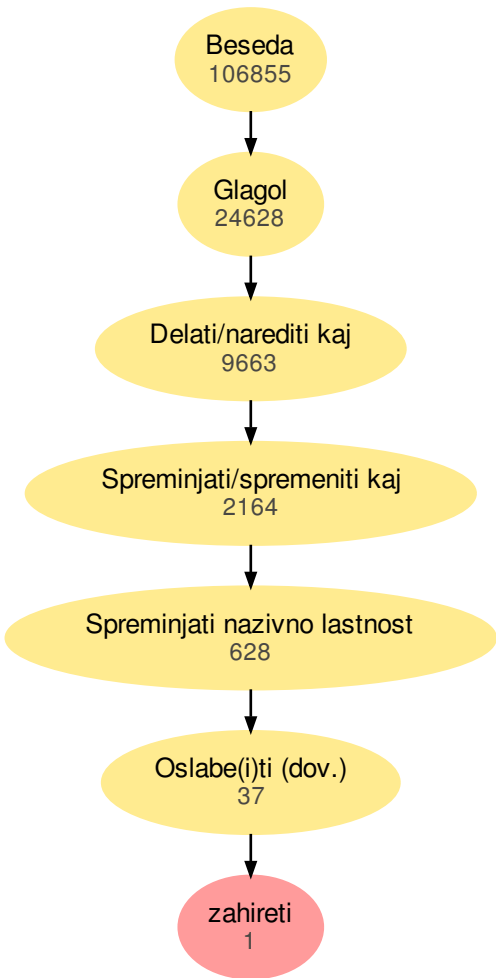 Beseda
106855
Glagol
24628
Delati/narediti kaj
9663
Spreminjati/spremeniti kaj
2164
Spreminjati nazivno lastnost
628
Oslabe(i)ti (dov.)
37
zahireti
1